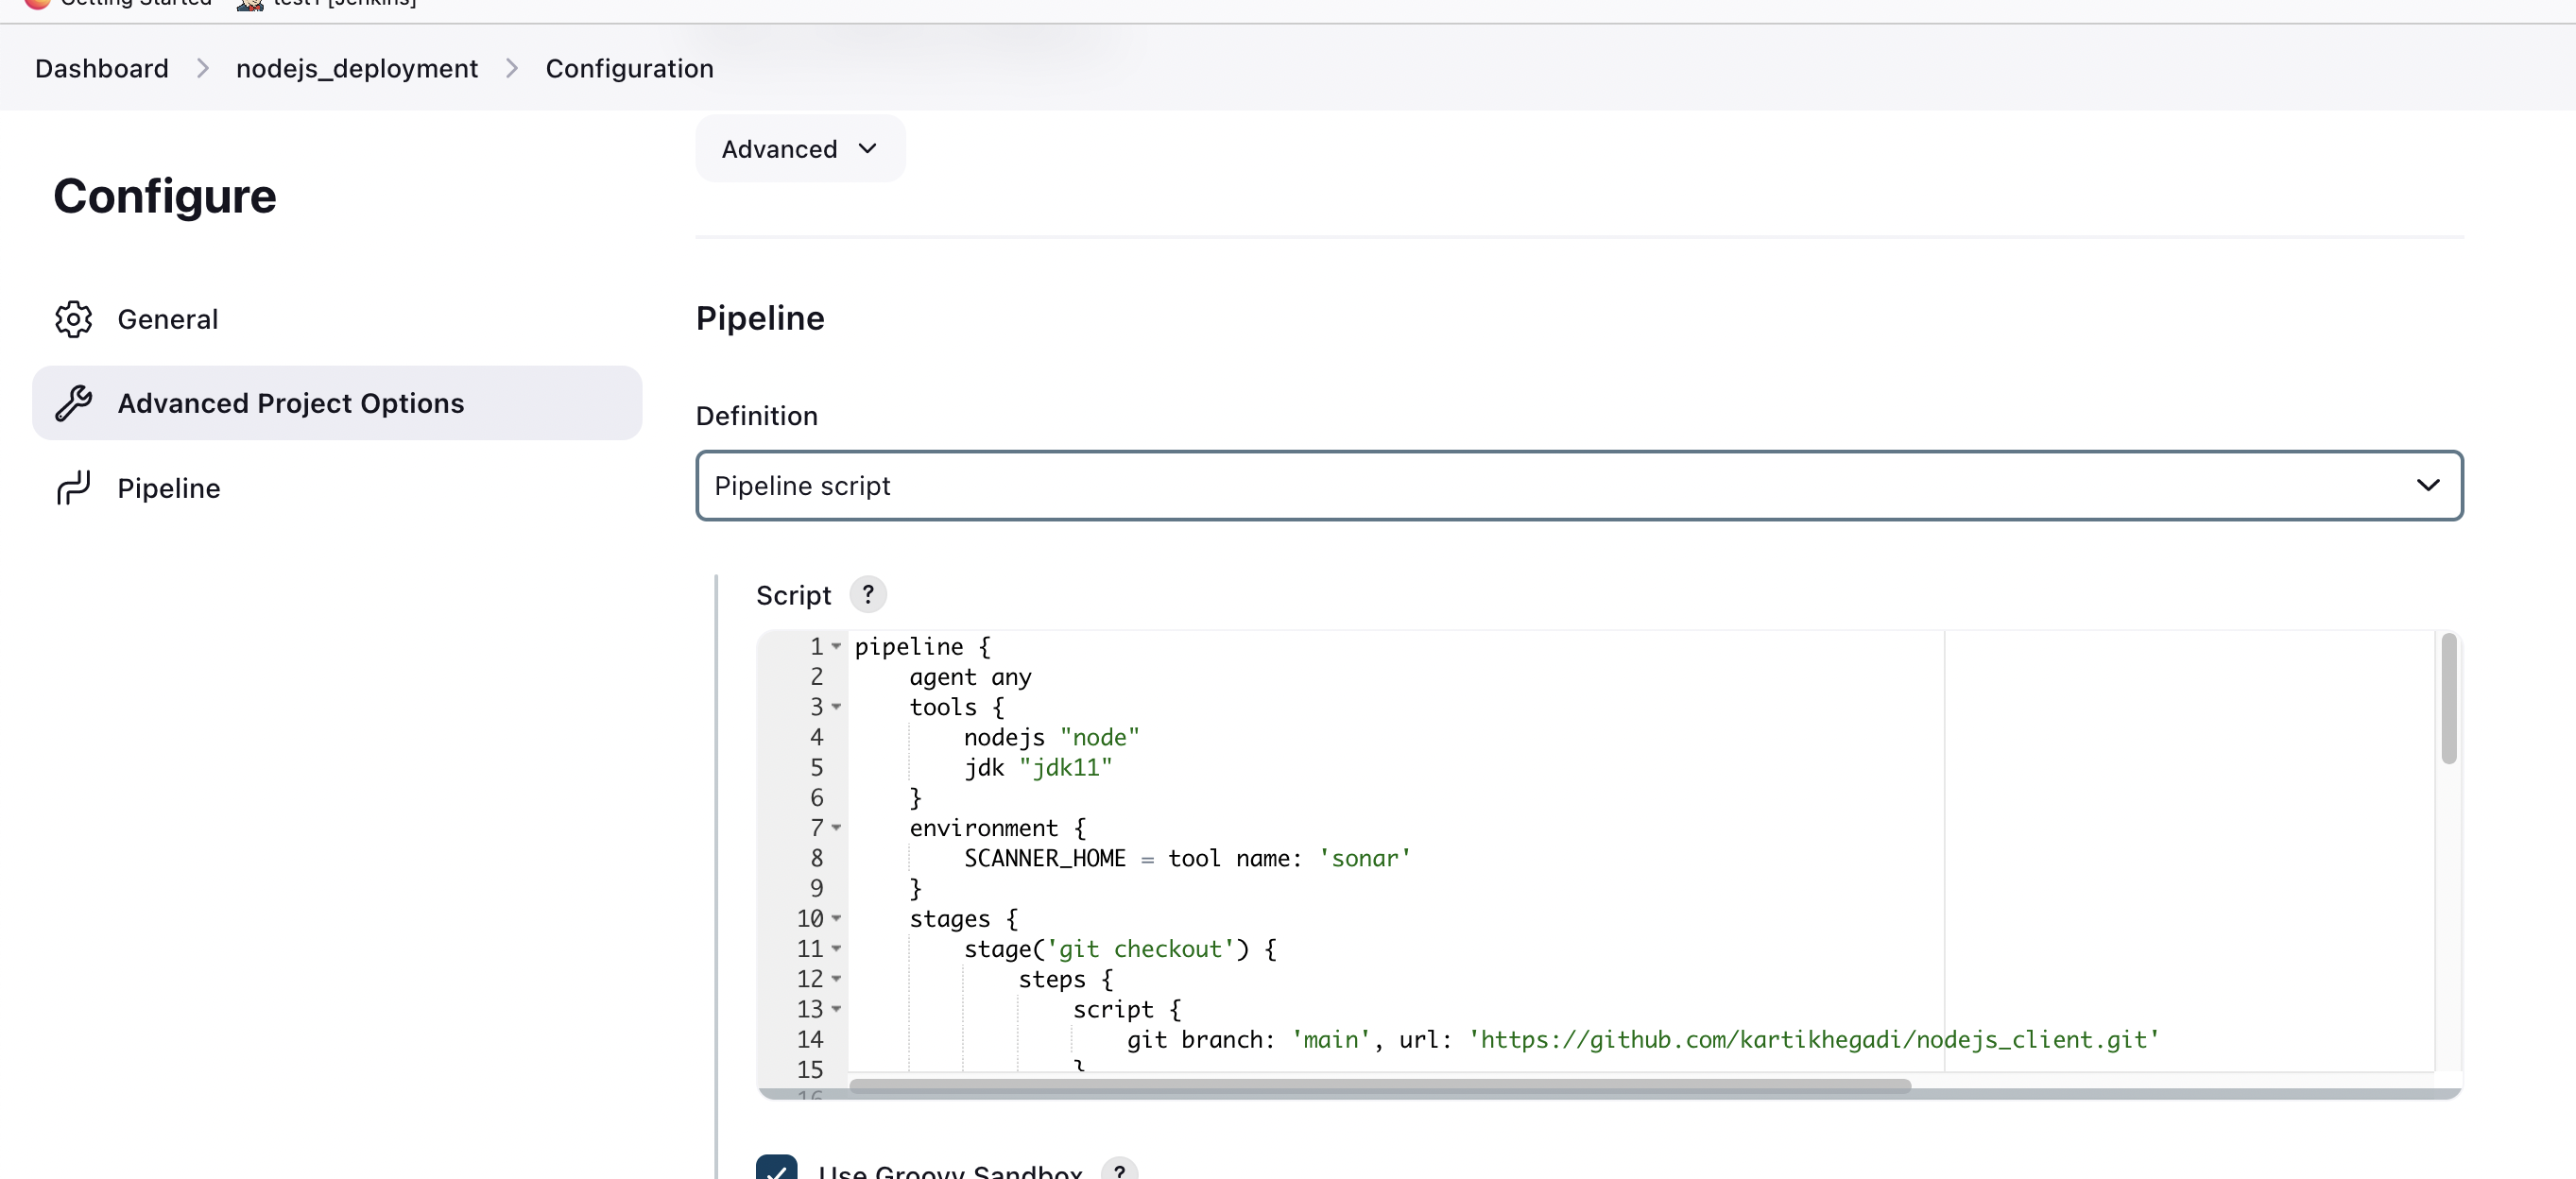 Getting Started test1 [Jenkins]
Dashboard nodejs_deployment Configuration
Advanced
Configure
General
Advanced Project Options
Pipeline
Pipeline
Definition
Pipeline script
Script ?
1 pipeline {
2 agent any
3 tools {
4 nodejs "node"
5 jdk "jdk11"
6 }
7 environment {
8 SCANNER_HOME = tool name: 'sonar'
9 }
10 stages {
11 stage('git checkout') {
12 steps {
13 script {
14 git branch: 'main', url: 'https://github.com/kartikhegadi/nodejs_client.git'
15 }
16
Use Groovy Sandbox ?